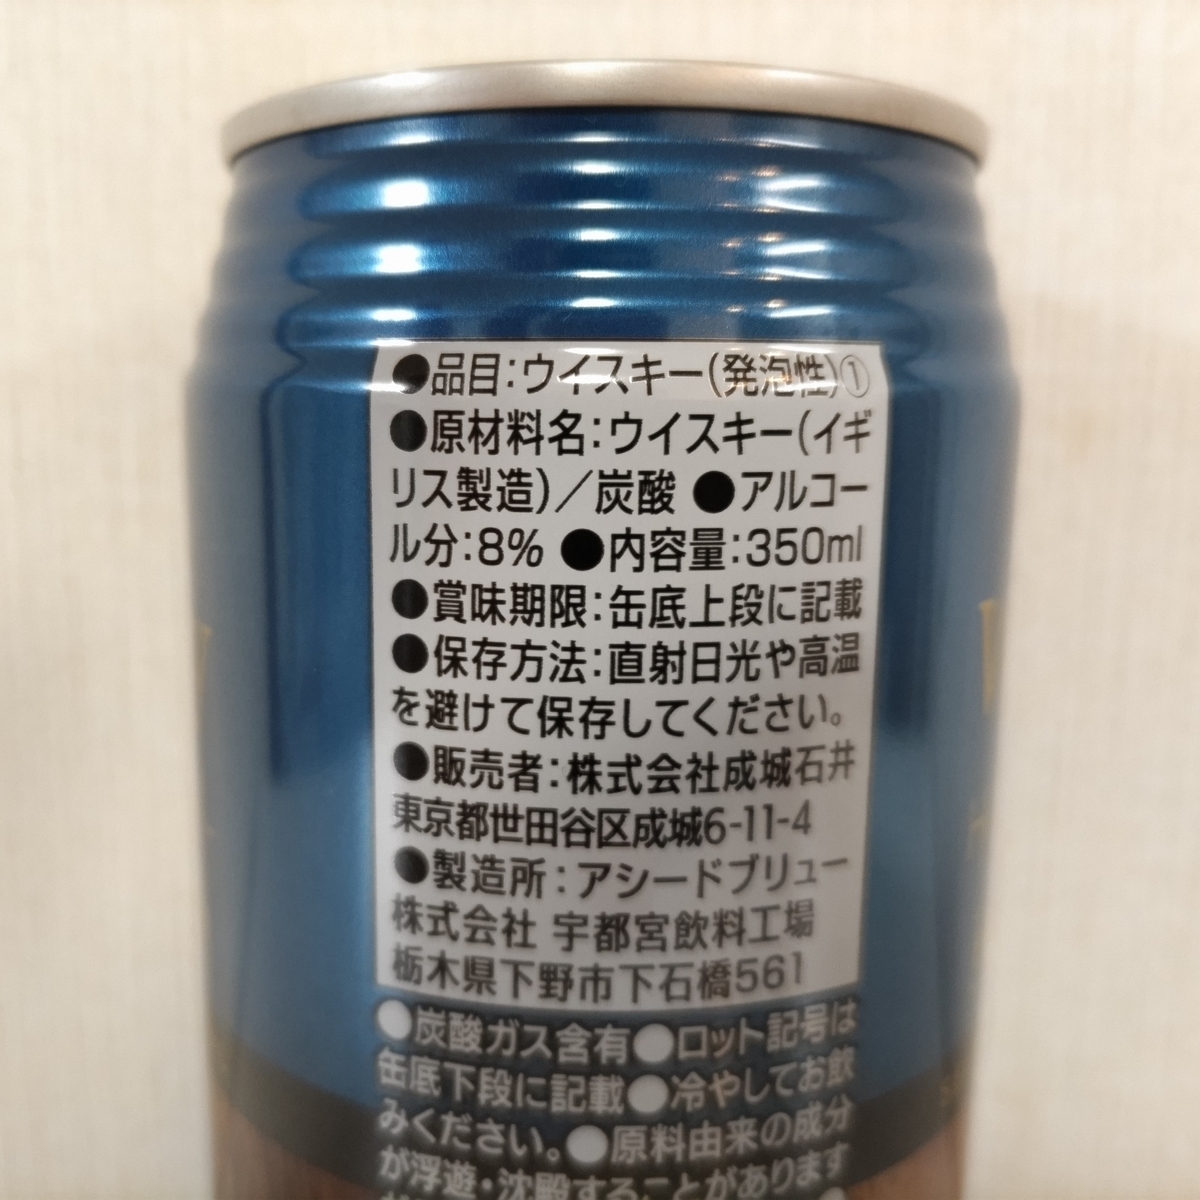 ●品目：ウイスキー（発泡性）①
●原材料名：ウイスキー（イギ
リス製造）／炭酸 ●アルコー
ル分：8% ●内容量：350ml
●賞味期限：缶底上段に記載
●保存方法：直射日光や高温
を避けて保存してください。
●販売者：株式会社成城石井
東京都世田谷区成城6-11-4
●製造所：アシードブリュー
株式会社 宇都宮飲料工場
栃木県下野市下石橋561
●炭酸ガス含有●ロット記号は
缶底下段に記載●冷やしてお飲
みください。●原料由来の成分
が浮遊・沈殿することがあります